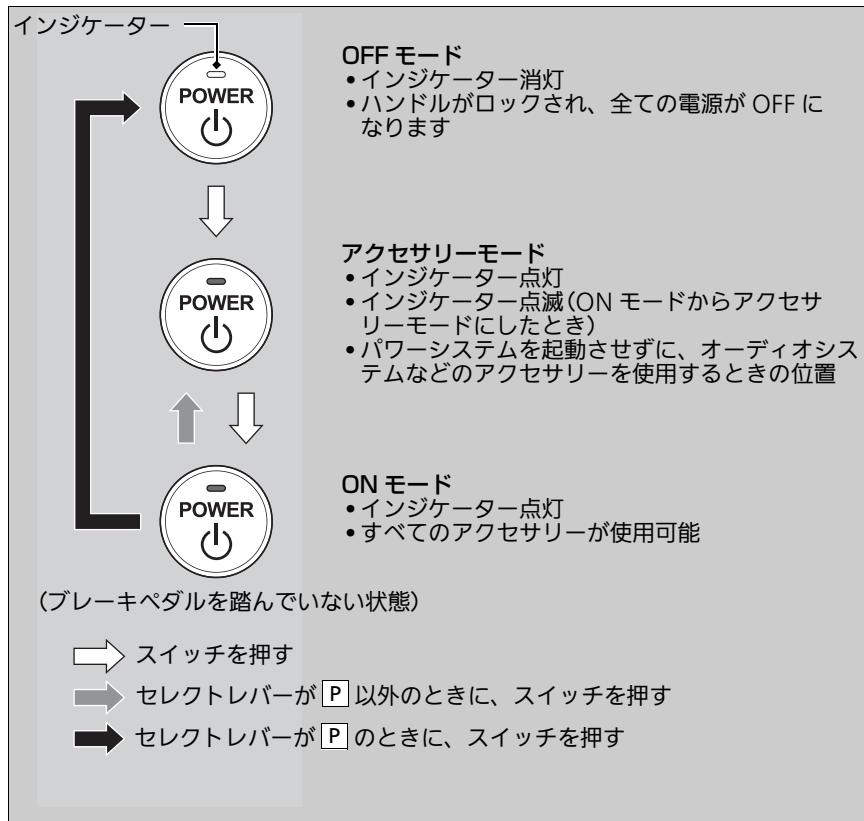 インジケーター
POWER
OFF モード
•インジケーター消灯
•ハンドルがロックされ、全ての電源が OFF に
なります
POWER
アクセサリーモード
•インジケーター点灯
•インジケーター点滅(ON モードからアクセサ
リーモードにしたとき)
•パワーシステムを起動させずに、オーディオシス
テムなどのアクセサリーを使用するときの位置
POWER
ON モード
•インジケーター点灯
•すべてのアクセサリーが使用可能
(ブレーキペダルを踏んでいない状態)
スイッチを押す
セレクトレバーが P 以外のときに、スイッチを押す
セレクトレバーが P のときに、スイッチを押す